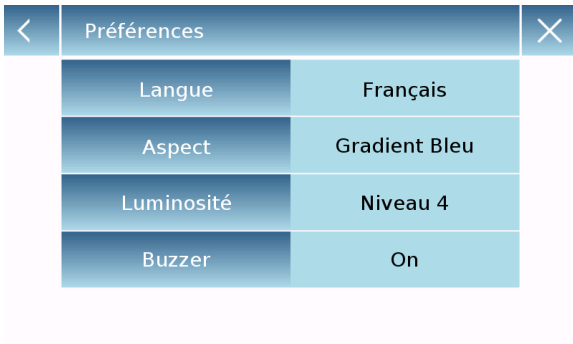 Préférences
Langue Français
Aspect Gradient Bleu
Luminosité Niveau 4
Buzzer On